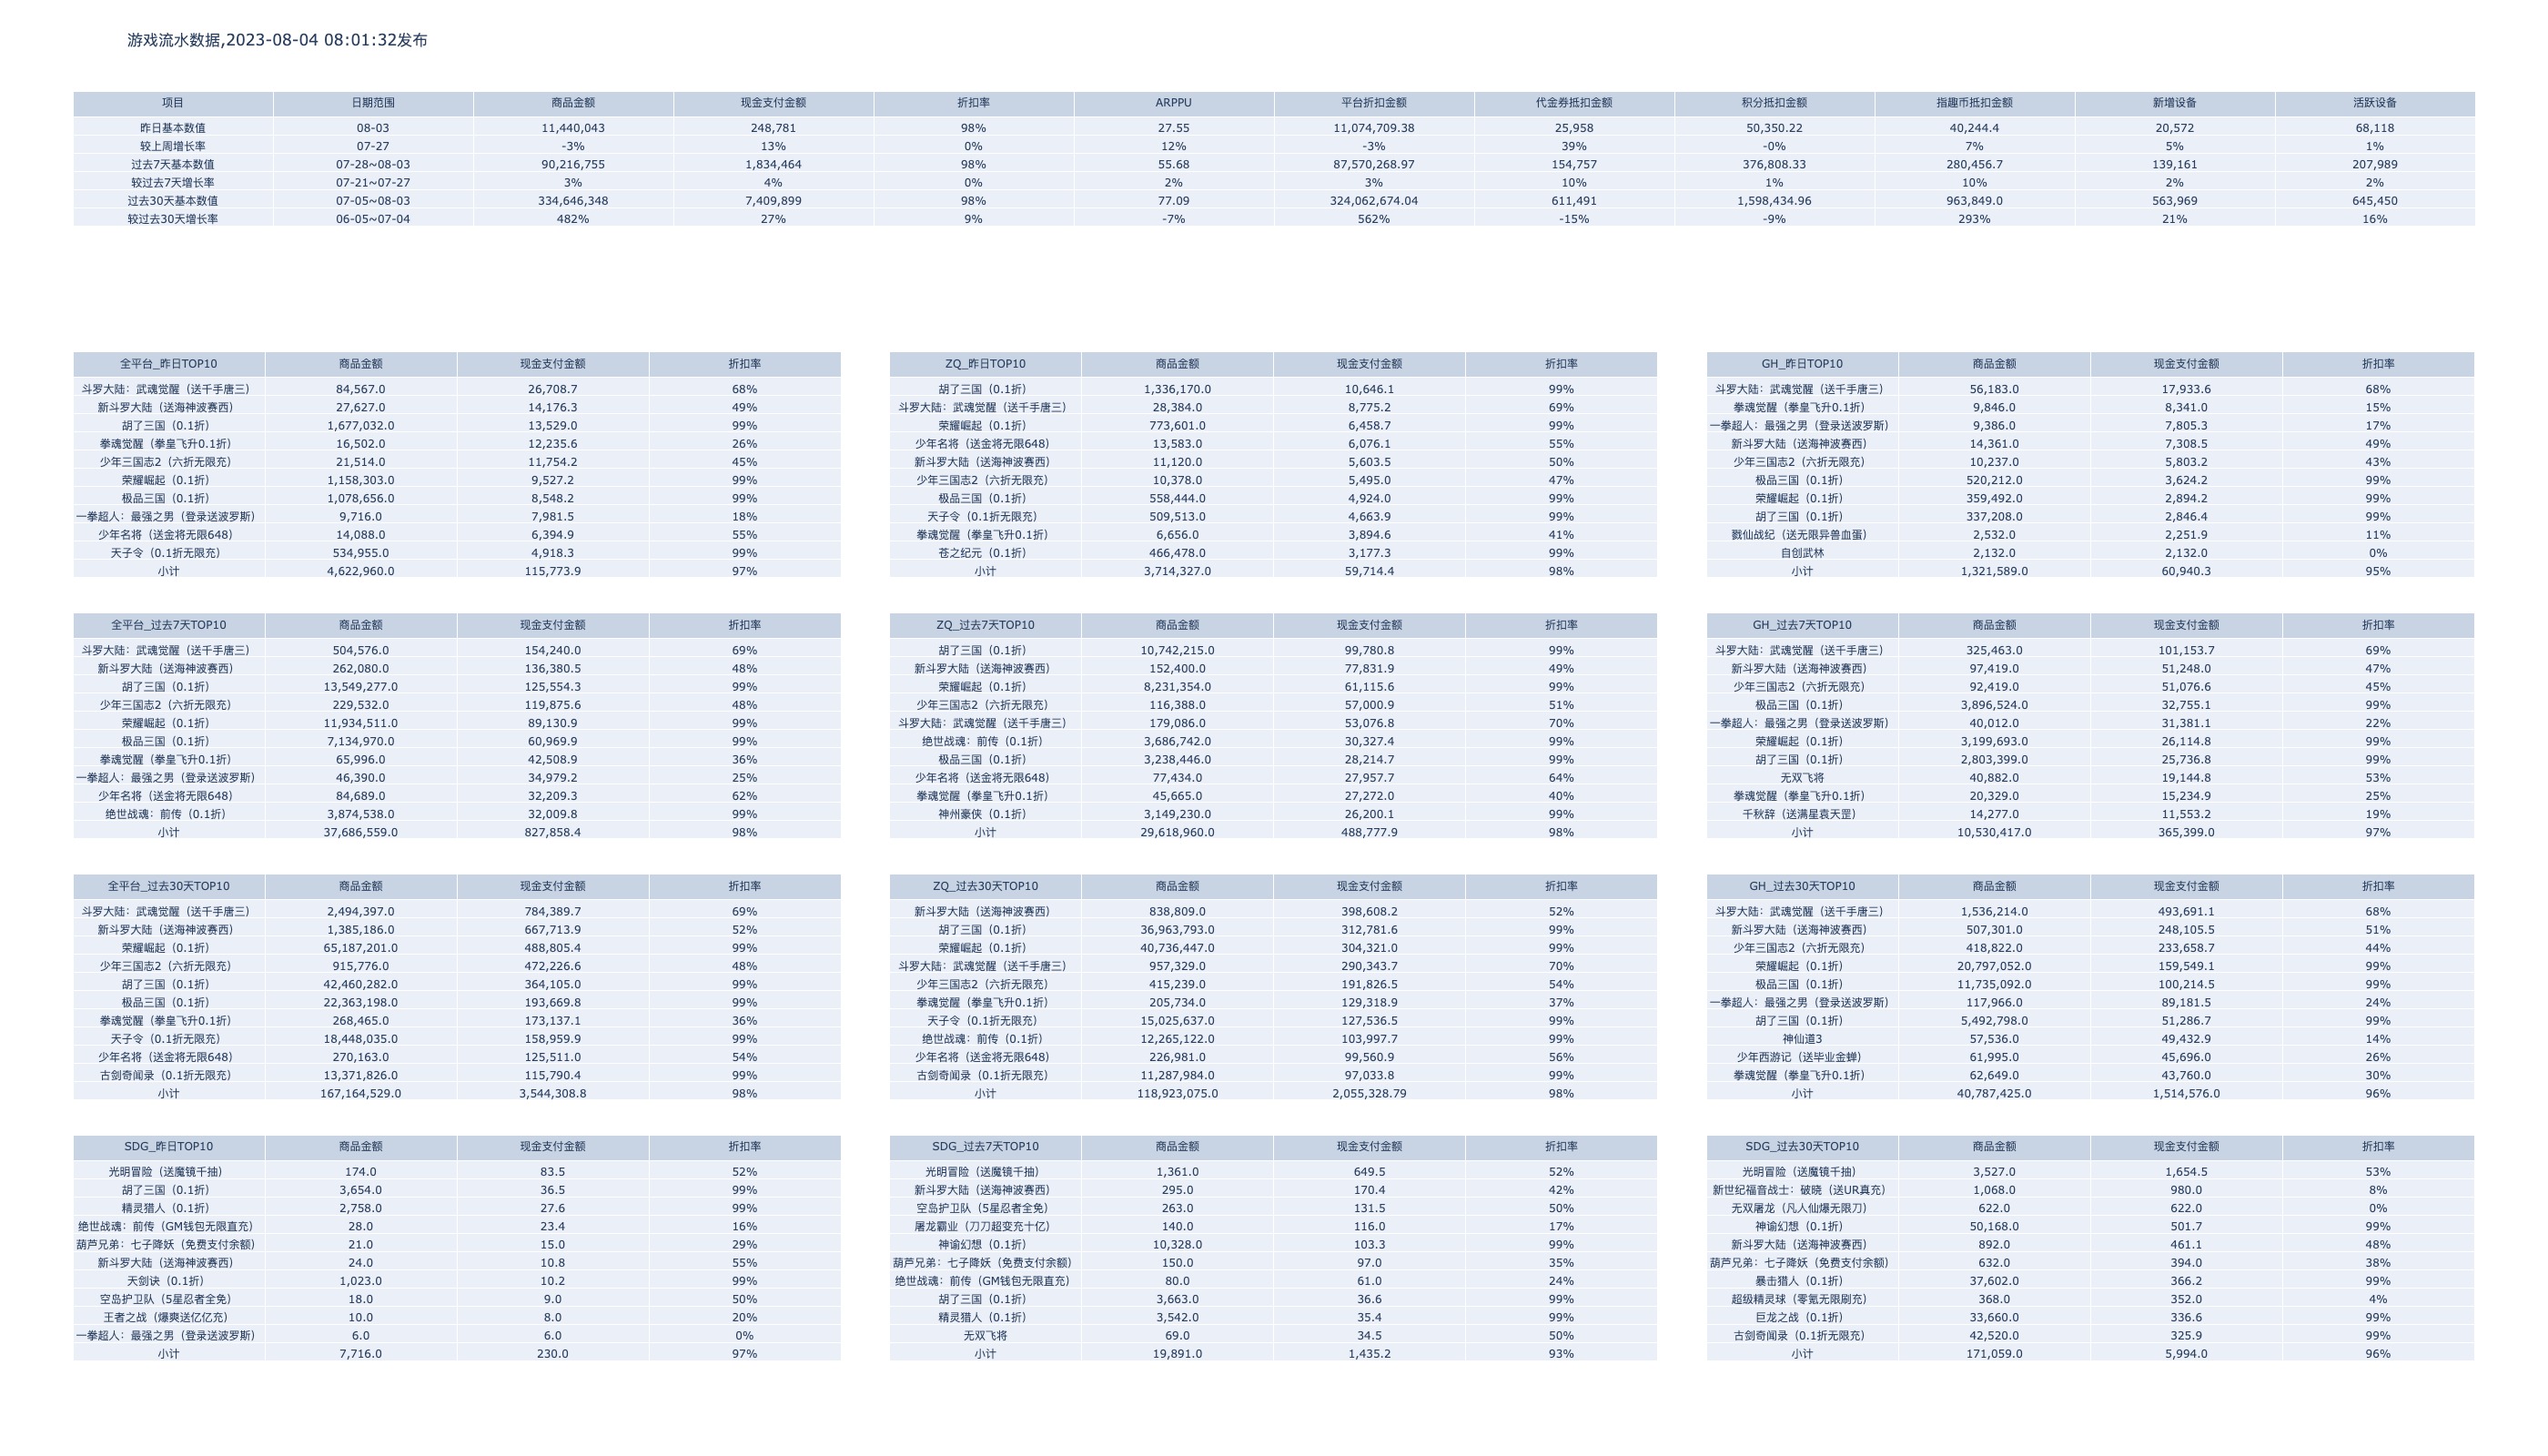 游戏流水数据,2023-08-04 08:01:32发布
项目 日期范围 商品金额 现金支付金额 折扣率 ARPPU 平台折扣金额 代金券抵扣金额 积分抵扣金额 指趣币抵扣金额 新增设备 活跃设备
昨日基本数值 08-03 11,440,043 248,781 98% 27.55 11,074,709.38 25,958 50,350.22 40,244.4 20,572 68,118
较上周增长率 07-27 -3% 13% 0% 12% -3% 39% -0% 7% 5% 1%
过去7天基本数值 07-28~08-03 90,216,755 1,834,464 98% 55.68 87,570,268.97 154,757 376,808.33 280,456.7 139,161 207,989
较过去7天增长率 07-21~07-27 3% 4% 0% 2% 3% 10% 1% 10% 2% 2%
过去30天基本数值 07-05~08-03 334,646,348 7,409,899 98% 77.09 324,062,674.04 611,491 1,598,434.96 963,849.0 563,969 645,450
较过去30天增长率 06-05~07-04 482% 27% 9% -7% 562% -15% -9% 293% 21% 16%
全平台_昨日TOP10 商品金额 现金支付金额 折扣率
斗罗大陆：武魂觉醒（送千手唐三） 84,567.0 26,708.7 68%
新斗罗大陆（送海神波赛西） 27,627.0 14,176.3 49%
胡了三国（0.1折） 1,677,032.0 13,529.0 99%
拳魂觉醒（拳皇飞升0.1折） 16,502.0 12,235.6 26%
少年三国志2（六折无限充） 21,514.0 11,754.2 45%
荣耀崛起（0.1折） 1,158,303.0 9,527.2 99%
极品三国（0.1折） 1,078,656.0 8,548.2 99%
一拳超人：最强之男（登录送波罗斯） 9,716.0 7,981.5 18%
少年名将（送金将无限648） 14,088.0 6,394.9 55%
天子令（0.1折无限充） 534,955.0 4,918.3 99%
小计 4,622,960.0 115,773.9 97%
ZQ_昨日TOP10 商品金额 现金支付金额 折扣率
胡了三国（0.1折） 1,336,170.0 10,646.1 99%
斗罗大陆：武魂觉醒（送千手唐三） 28,384.0 8,775.2 69%
荣耀崛起（0.1折） 773,601.0 6,458.7 99%
少年名将（送金将无限648） 13,583.0 6,076.1 55%
新斗罗大陆（送海神波赛西） 11,120.0 5,603.5 50%
少年三国志2（六折无限充） 10,378.0 5,495.0 47%
极品三国（0.1折） 558,444.0 4,924.0 99%
天子令（0.1折无限充） 509,513.0 4,663.9 99%
拳魂觉醒（拳皇飞升0.1折） 6,656.0 3,894.6 41%
苍之纪元（0.1折） 466,478.0 3,177.3 99%
小计 3,714,327.0 59,714.4 98%
GH_昨日TOP10 商品金额 现金支付金额 折扣率
斗罗大陆：武魂觉醒（送千手唐三） 56,183.0 17,933.6 68%
拳魂觉醒（拳皇飞升0.1折） 9,846.0 8,341.0 15%
一拳超人：最强之男（登录送波罗斯） 9,386.0 7,805.3 17%
新斗罗大陆（送海神波赛西） 14,361.0 7,308.5 49%
少年三国志2（六折无限充） 10,237.0 5,803.2 43%
极品三国（0.1折） 520,212.0 3,624.2 99%
荣耀崛起（0.1折） 359,492.0 2,894.2 99%
胡了三国（0.1折） 337,208.0 2,846.4 99%
戮仙战纪（送无限异兽血蛋） 2,532.0 2,251.9 11%
自创武林 2,132.0 2,132.0 0%
小计 1,321,589.0 60,940.3 95%
全平台_过去7天TOP10 商品金额 现金支付金额 折扣率
斗罗大陆：武魂觉醒（送千手唐三） 504,576.0 154,240.0 69%
新斗罗大陆（送海神波赛西） 262,080.0 136,380.5 48%
胡了三国（0.1折） 13,549,277.0 125,554.3 99%
少年三国志2（六折无限充） 229,532.0 119,875.6 48%
荣耀崛起（0.1折） 11,934,511.0 89,130.9 99%
极品三国（0.1折） 7,134,970.0 60,969.9 99%
拳魂觉醒（拳皇飞升0.1折） 65,996.0 42,508.9 36%
一拳超人：最强之男（登录送波罗斯） 46,390.0 34,979.2 25%
少年名将（送金将无限648） 84,689.0 32,209.3 62%
绝世战魂：前传（0.1折） 3,874,538.0 32,009.8 99%
小计 37,686,559.0 827,858.4 98%
ZQ_过去7天TOP10 商品金额 现金支付金额 折扣率
胡了三国（0.1折） 10,742,215.0 99,780.8 99%
新斗罗大陆（送海神波赛西） 152,400.0 77,831.9 49%
荣耀崛起（0.1折） 8,231,354.0 61,115.6 99%
少年三国志2（六折无限充） 116,388.0 57,000.9 51%
斗罗大陆：武魂觉醒（送千手唐三） 179,086.0 53,076.8 70%
绝世战魂：前传（0.1折） 3,686,742.0 30,327.4 99%
极品三国（0.1折） 3,238,446.0 28,214.7 99%
少年名将（送金将无限648） 77,434.0 27,957.7 64%
拳魂觉醒（拳皇飞升0.1折） 45,665.0 27,272.0 40%
神州豪侠（0.1折） 3,149,230.0 26,200.1 99%
小计 29,618,960.0 488,777.9 98%
GH_过去7天TOP10 商品金额 现金支付金额 折扣率
斗罗大陆：武魂觉醒（送千手唐三） 325,463.0 101,153.7 69%
新斗罗大陆（送海神波赛西） 97,419.0 51,248.0 47%
少年三国志2（六折无限充） 92,419.0 51,076.6 45%
极品三国（0.1折） 3,896,524.0 32,755.1 99%
一拳超人：最强之男（登录送波罗斯） 40,012.0 31,381.1 22%
荣耀崛起（0.1折） 3,199,693.0 26,114.8 99%
胡了三国（0.1折） 2,803,399.0 25,736.8 99%
无双飞将 40,882.0 19,144.8 53%
拳魂觉醒（拳皇飞升0.1折） 20,329.0 15,234.9 25%
千秋辞（送满星袁天罡） 14,277.0 11,553.2 19%
小计 10,530,417.0 365,399.0 97%
全平台_过去30天TOP10 商品金额 现金支付金额 折扣率
斗罗大陆：武魂觉醒（送千手唐三） 2,494,397.0 784,389.7 69%
新斗罗大陆（送海神波赛西） 1,385,186.0 667,713.9 52%
荣耀崛起（0.1折） 65,187,201.0 488,805.4 99%
少年三国志2（六折无限充） 915,776.0 472,226.6 48%
胡了三国（0.1折） 42,460,282.0 364,105.0 99%
极品三国（0.1折） 22,363,198.0 193,669.8 99%
拳魂觉醒（拳皇飞升0.1折） 268,465.0 173,137.1 36%
天子令（0.1折无限充） 18,448,035.0 158,959.9 99%
少年名将（送金将无限648） 270,163.0 125,511.0 54%
古剑奇闻录（0.1折无限充） 13,371,826.0 115,790.4 99%
小计 167,164,529.0 3,544,308.8 98%
ZQ_过去30天TOP10 商品金额 现金支付金额 折扣率
新斗罗大陆（送海神波赛西） 838,809.0 398,608.2 52%
胡了三国（0.1折） 36,963,793.0 312,781.6 99%
荣耀崛起（0.1折） 40,736,447.0 304,321.0 99%
斗罗大陆：武魂觉醒（送千手唐三） 957,329.0 290,343.7 70%
少年三国志2（六折无限充） 415,239.0 191,826.5 54%
拳魂觉醒（拳皇飞升0.1折） 205,734.0 129,318.9 37%
天子令（0.1折无限充） 15,025,637.0 127,536.5 99%
绝世战魂：前传（0.1折） 12,265,122.0 103,997.7 99%
少年名将（送金将无限648） 226,981.0 99,560.9 56%
古剑奇闻录（0.1折无限充） 11,287,984.0 97,033.8 99%
小计 118,923,075.0 2,055,328.79 98%
GH_过去30天TOP10 商品金额 现金支付金额 折扣率
斗罗大陆：武魂觉醒（送千手唐三） 1,536,214.0 493,691.1 68%
新斗罗大陆（送海神波赛西） 507,301.0 248,105.5 51%
少年三国志2（六折无限充） 418,822.0 233,658.7 44%
荣耀崛起（0.1折） 20,797,052.0 159,549.1 99%
极品三国（0.1折） 11,735,092.0 100,214.5 99%
一拳超人：最强之男（登录送波罗斯） 117,966.0 89,181.5 24%
胡了三国（0.1折） 5,492,798.0 51,286.7 99%
神仙道3 57,536.0 49,432.9 14%
少年西游记（送毕业金蝉） 61,995.0 45,696.0 26%
拳魂觉醒（拳皇飞升0.1折） 62,649.0 43,760.0 30%
小计 40,787,425.0 1,514,576.0 96%
SDG_昨日TOP10 商品金额 现金支付金额 折扣率
光明冒险（送魔镜千抽） 174.0 83.5 52%
胡了三国（0.1折） 3,654.0 36.5 99%
精灵猎人（0.1折） 2,758.0 27.6 99%
绝世战魂：前传（GM钱包无限直充） 28.0 23.4 16%
葫芦兄弟：七子降妖（免费支付余额） 21.0 15.0 29%
新斗罗大陆（送海神波赛西） 24.0 10.8 55%
天剑诀（0.1折） 1,023.0 10.2 99%
空岛护卫队（5星忍者全免） 18.0 9.0 50%
王者之战（爆爽送亿亿充） 10.0 8.0 20%
一拳超人：最强之男（登录送波罗斯） 6.0 6.0 0%
小计 7,716.0 230.0 97%
SDG_过去7天TOP10 商品金额 现金支付金额 折扣率
光明冒险（送魔镜千抽） 1,361.0 649.5 52%
新斗罗大陆（送海神波赛西） 295.0 170.4 42%
空岛护卫队（5星忍者全免） 263.0 131.5 50%
屠龙霸业（刀刀超变充十亿） 140.0 116.0 17%
神谕幻想（0.1折） 10,328.0 103.3 99%
葫芦兄弟：七子降妖（免费支付余额） 150.0 97.0 35%
绝世战魂：前传（GM钱包无限直充） 80.0 61.0 24%
胡了三国（0.1折） 3,663.0 36.6 99%
精灵猎人（0.1折） 3,542.0 35.4 99%
无双飞将 69.0 34.5 50%
小计 19,891.0 1,435.2 93%
SDG_过去30天TOP10 商品金额 现金支付金额 折扣率
光明冒险（送魔镜千抽） 3,527.0 1,654.5 53%
新世纪福音战士：破晓（送UR真充） 1,068.0 980.0 8%
无双屠龙（凡人仙爆无限刀） 622.0 622.0 0%
神谕幻想（0.1折） 50,168.0 501.7 99%
新斗罗大陆（送海神波赛西） 892.0 461.1 48%
葫芦兄弟：七子降妖（免费支付余额） 632.0 394.0 38%
暴击猎人（0.1折） 37,602.0 366.2 99%
超级精灵球（零氪无限刷充） 368.0 352.0 4%
巨龙之战（0.1折） 33,660.0 336.6 99%
古剑奇闻录（0.1折无限充） 42,520.0 325.9 99%
小计 171,059.0 5,994.0 96%